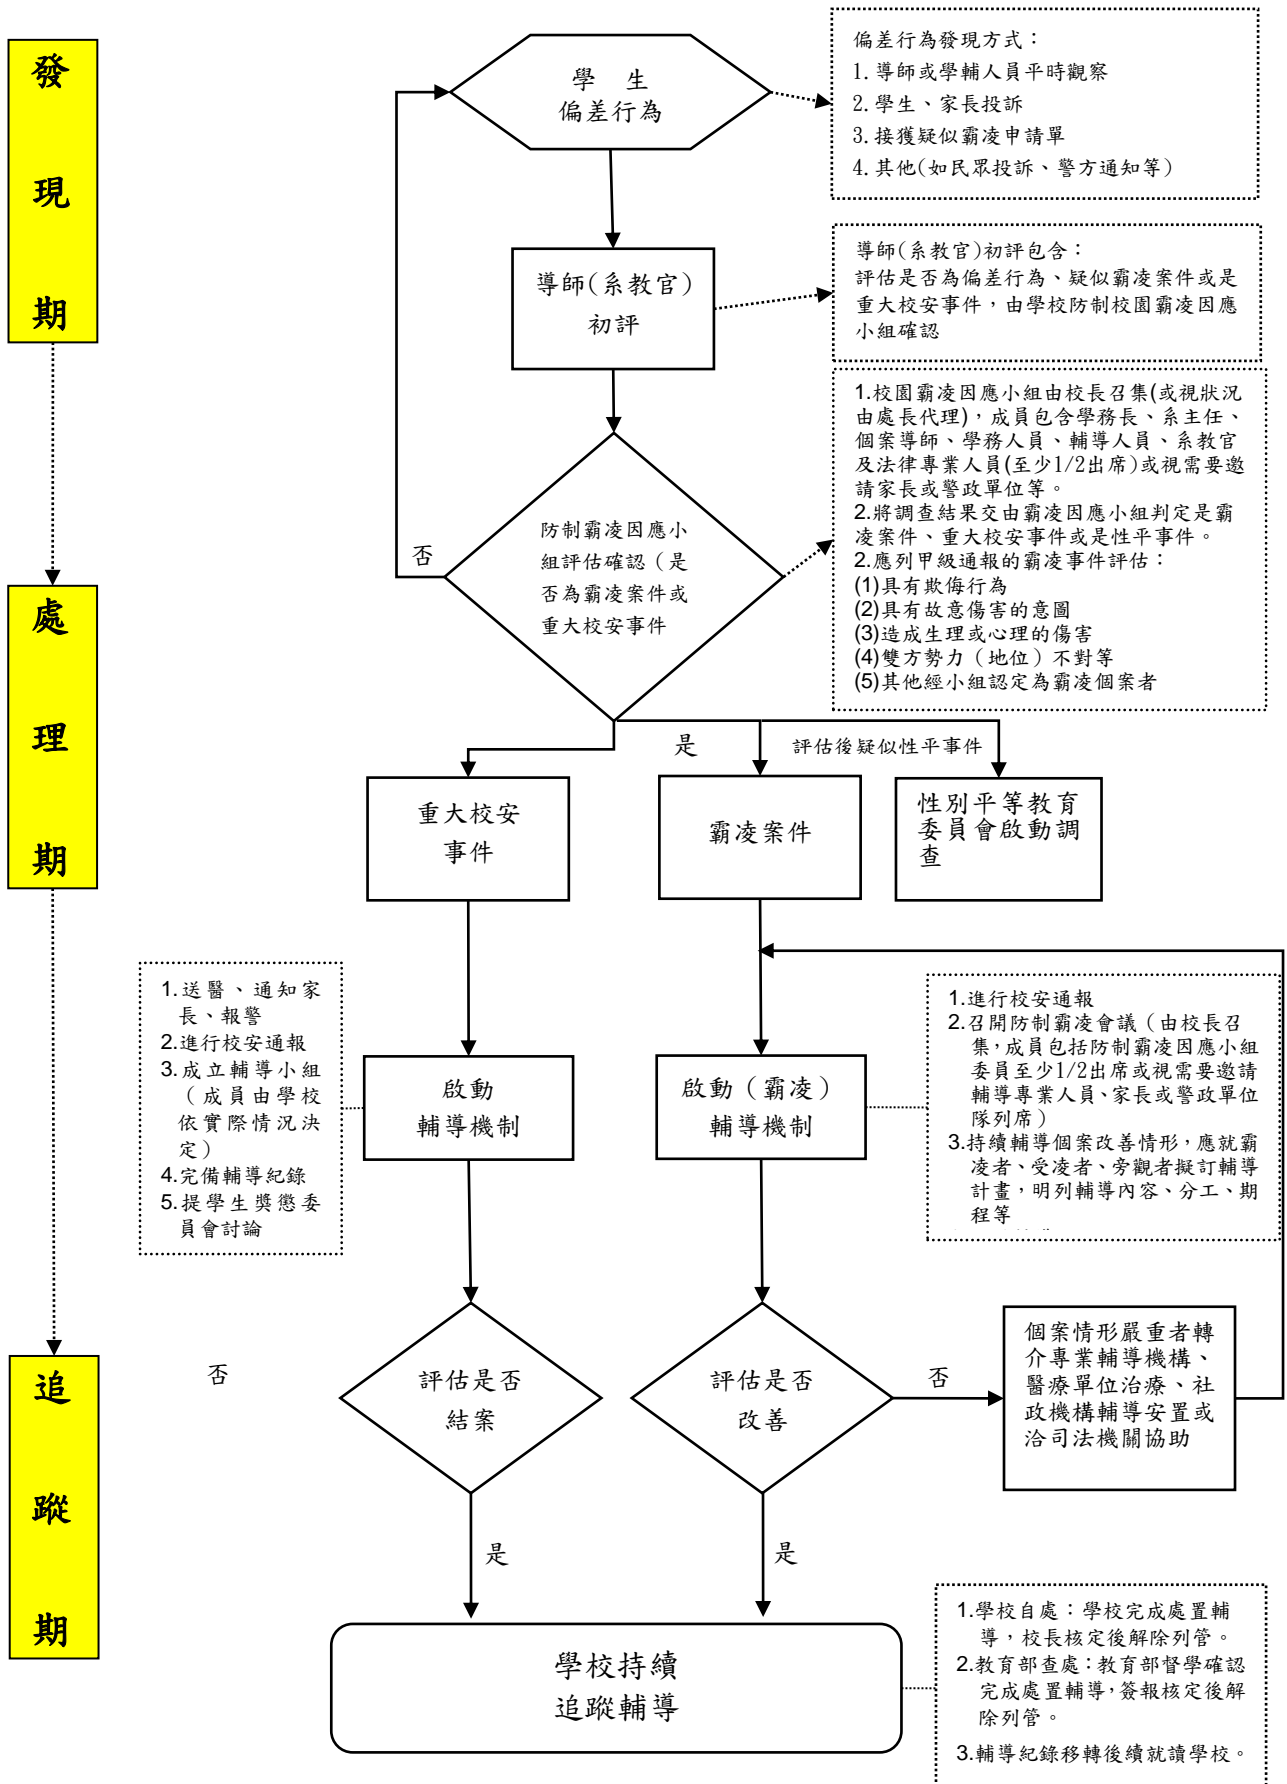 發
現
期
處
理
期
追
蹤
期
學　生
偏差行為
偏差行為發現方式：
1.導師或學輔人員平時觀察
2.學生、家長投訴
3.接獲疑似霸凌申請單
4.其他(如民眾投訴、警方通知等)
導師(系教官)
初評
導師(系教官)初評包含：
評估是否為偏差行為、疑似霸凌案件或是
重大校安事件，由學校防制校園霸凌因應
小組確認
防制霸凌因應小
組評估確認（是
否為霸凌案件或
重大校安事件
否
1.校園霸凌因應小組由校長召集(或視狀況
由處長代理)，成員包含學務長、系主任、
個案導師、學務人員、輔導人員、系教官
及法律專業人員(至少1/2出席)或視需要邀
請家長或警政單位等。
2.將調查結果交由霸凌因應小組判定是霸
凌案件、重大校安事件或是性平事件。
2.應列甲級通報的霸凌事件評估：
(1)具有欺侮行為
(2)具有故意傷害的意圖
(3)造成生理或心理的傷害
(4)雙方勢力（地位）不對等
(5)其他經小組認定為霸凌個案者
是
評估後疑似性平事件
重大校安
事件
霸凌案件
性別平等教育
委員會啟動調
查
1.送醫、通知家
長、報警
2.進行校安通報
3.成立輔導小組
（成員由學校
依實際情況決
定）
4.完備輔導紀錄
5.提學生獎懲委
員會討論
啟動
輔導機制
啟動（霸凌）
輔導機制
1.進行校安通報
2.召開防制霸凌會議（由校長召
集，成員包括防制霸凌因應小組
委員至少1/2出席或視需要邀請
輔導專業人員、家長或警政單位
隊列席）
3.持續輔導個案改善情形，應就霸
凌者、受凌者、旁觀者擬訂輔導
計畫，明列輔導內容、分工、期
程等
否
評估是否
結案
評估是否
改善
否
個案情形嚴重者轉
介專業輔導機構、
醫療單位治療、社
政機構輔導安置或
洽司法機關協助
是
是
學校持續
追蹤輔導
1.學校自處：學校完成處置輔
導，校長核定後解除列管。
2.教育部查處：教育部督學確認
完成處置輔導，簽報核定後解
除列管。
3.輔導紀錄移轉後續就讀學校。